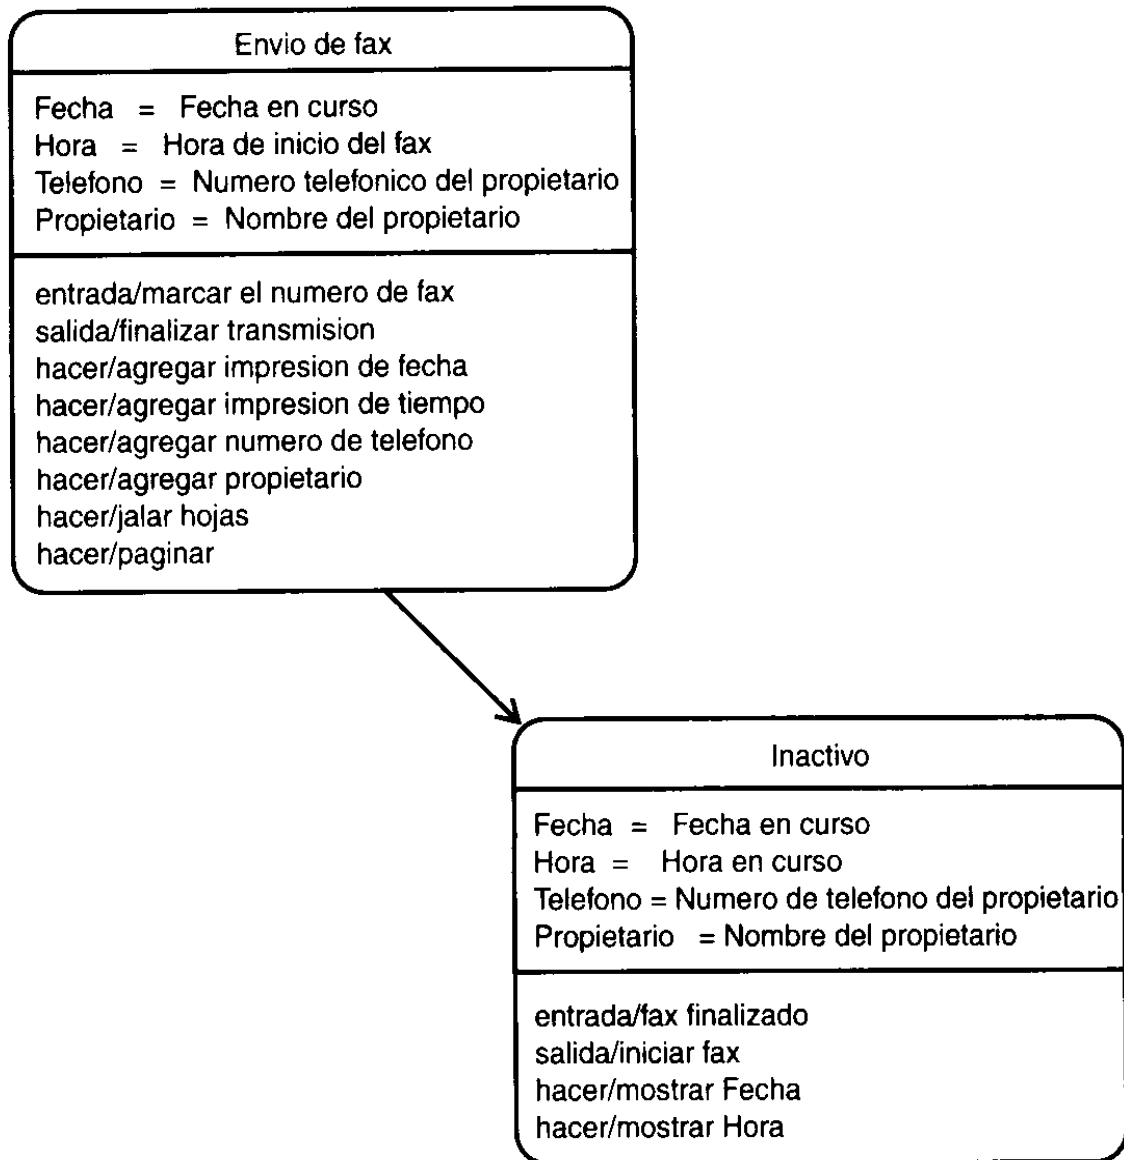 Envio de fax
Fecha = Fecha en curso
Hora = Hora de inicio del fax
Telefono = Numero telefonico del propietario
Propietario = Nombre del propietario
entrada/marcar el numero de fax
salida/finalizar transmision
hacer/agregar impresion de fecha
hacer/agregar impresion de tiempo
hacer/agregar numero de telefono
hacer/agregar propietario
hacer/jalar hojas
hacer/paginar
Inactivo
Fecha = Fecha en curso
Hora = Hora en curso
Telefono = Numero de telefono del propietario
Propietario = Nombre del propietario
entrada/fax finalizado
salida/iniciar fax
hacer/mostrar Fecha
hacer/mostrar Hora